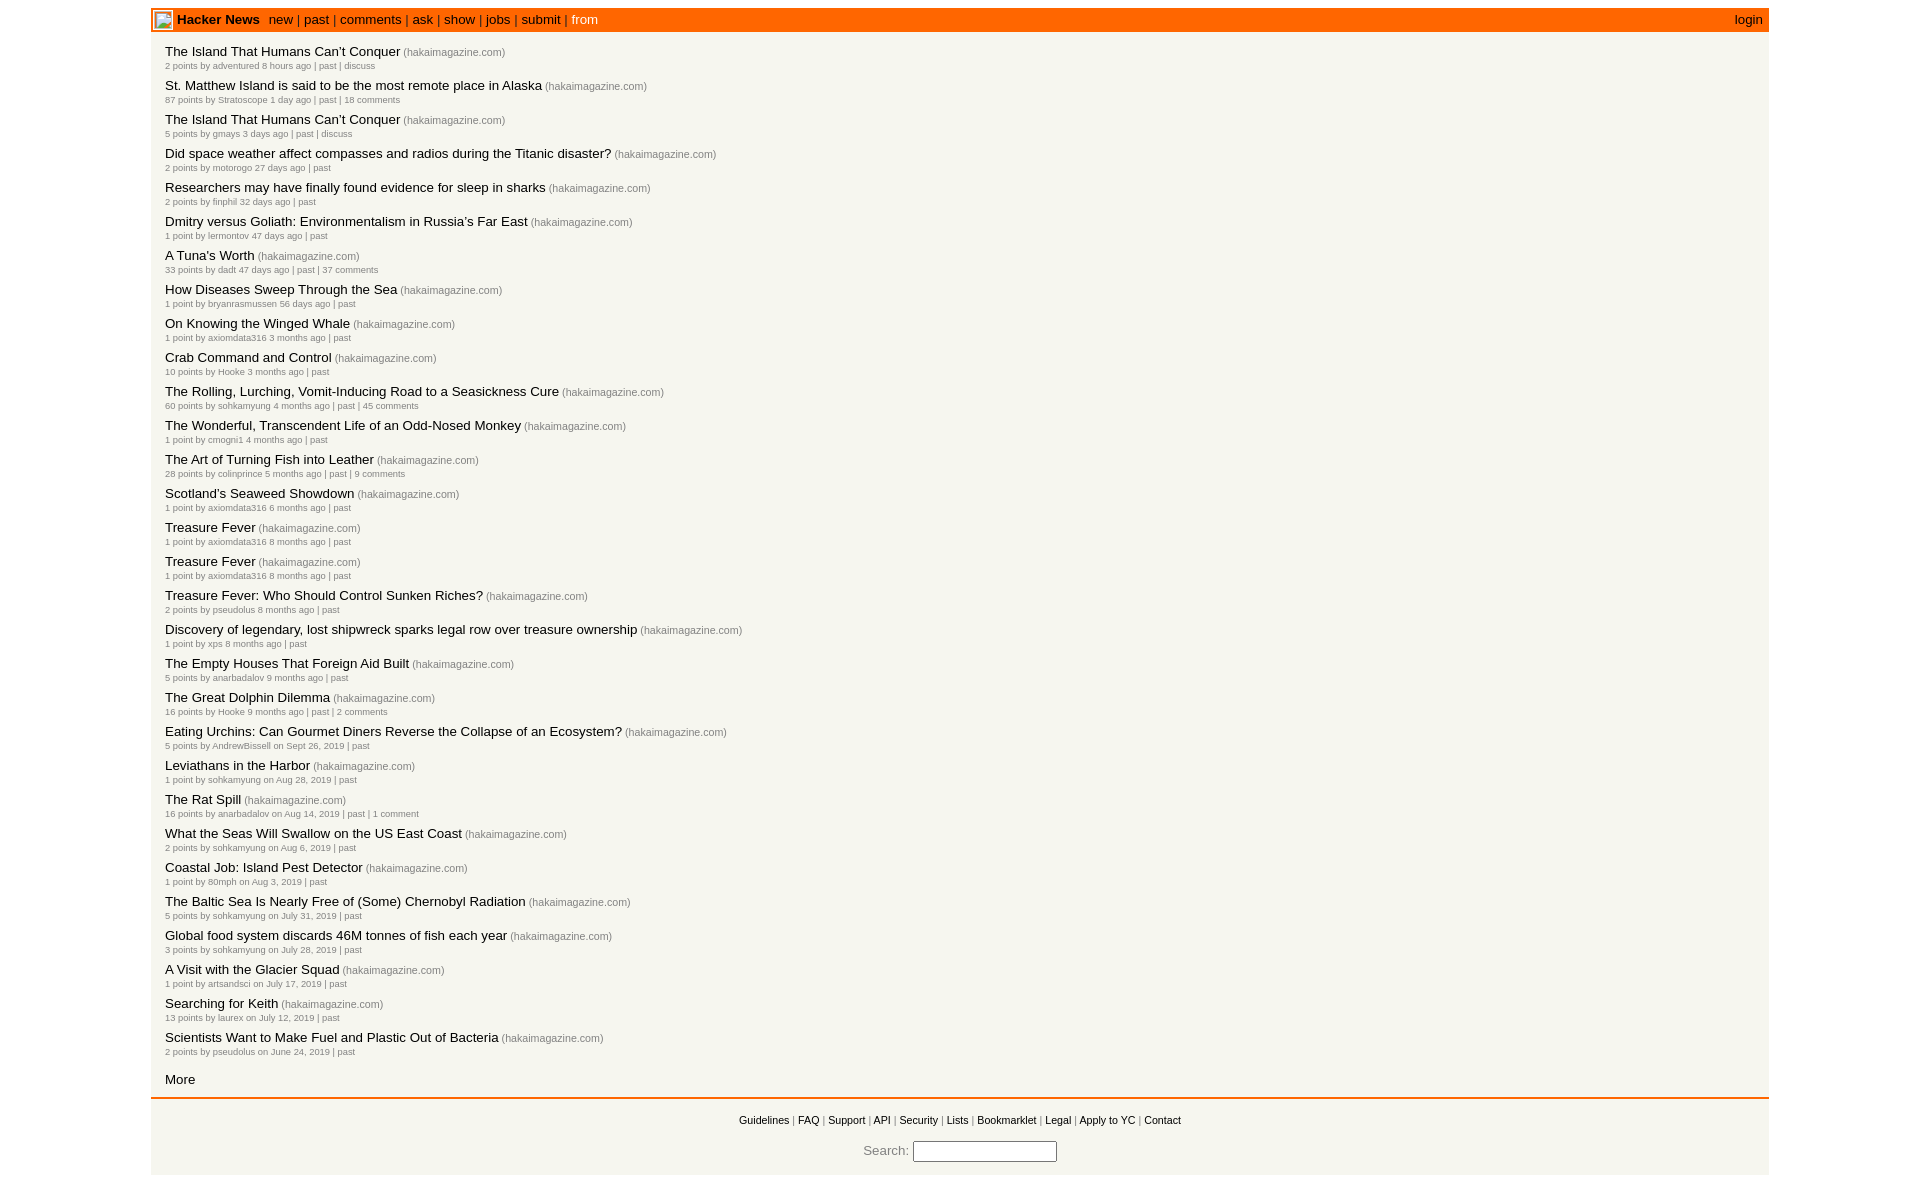 Hacker News new | past | comments | ask | show | jobs | submit | from login
The Island That Humans Can’t Conquer (hakaimagazine.com)
2 points by adventured 8 hours ago | past | discuss
St. Matthew Island is said to be the most remote place in Alaska (hakaimagazine.com)
87 points by Stratoscope 1 day ago | past | 18 comments
The Island That Humans Can’t Conquer (hakaimagazine.com)
5 points by gmays 3 days ago | past | discuss
Did space weather affect compasses and radios during the Titanic disaster? (hakaimagazine.com)
2 points by motorogo 27 days ago | past
Researchers may have finally found evidence for sleep in sharks (hakaimagazine.com)
2 points by finphil 32 days ago | past
Dmitry versus Goliath: Environmentalism in Russia’s Far East (hakaimagazine.com)
1 point by lermontov 47 days ago | past
A Tuna's Worth (hakaimagazine.com)
33 points by dadt 47 days ago | past | 37 comments
How Diseases Sweep Through the Sea (hakaimagazine.com)
1 point by bryanrasmussen 56 days ago | past
On Knowing the Winged Whale (hakaimagazine.com)
1 point by axiomdata316 3 months ago | past
Crab Command and Control (hakaimagazine.com)
10 points by Hooke 3 months ago | past
The Rolling, Lurching, Vomit-Inducing Road to a Seasickness Cure (hakaimagazine.com)
60 points by sohkamyung 4 months ago | past | 45 comments
The Wonderful, Transcendent Life of an Odd-Nosed Monkey (hakaimagazine.com)
1 point by cmogni1 4 months ago | past
The Art of Turning Fish into Leather (hakaimagazine.com)
28 points by colinprince 5 months ago | past | 9 comments
Scotland’s Seaweed Showdown (hakaimagazine.com)
1 point by axiomdata316 6 months ago | past
Treasure Fever (hakaimagazine.com)
1 point by axiomdata316 8 months ago | past
Treasure Fever (hakaimagazine.com)
1 point by axiomdata316 8 months ago | past
Treasure Fever: Who Should Control Sunken Riches? (hakaimagazine.com)
2 points by pseudolus 8 months ago | past
Discovery of legendary, lost shipwreck sparks legal row over treasure ownership (hakaimagazine.com)
1 point by xps 8 months ago | past
The Empty Houses That Foreign Aid Built (hakaimagazine.com)
5 points by anarbadalov 9 months ago | past
The Great Dolphin Dilemma (hakaimagazine.com)
16 points by Hooke 9 months ago | past | 2 comments
Eating Urchins: Can Gourmet Diners Reverse the Collapse of an Ecosystem? (hakaimagazine.com)
5 points by AndrewBissell on Sept 26, 2019 | past
Leviathans in the Harbor (hakaimagazine.com)
1 point by sohkamyung on Aug 28, 2019 | past
The Rat Spill (hakaimagazine.com)
16 points by anarbadalov on Aug 14, 2019 | past | 1 comment
What the Seas Will Swallow on the US East Coast (hakaimagazine.com)
2 points by sohkamyung on Aug 6, 2019 | past
Coastal Job: Island Pest Detector (hakaimagazine.com)
1 point by 80mph on Aug 3, 2019 | past
The Baltic Sea Is Nearly Free of (Some) Chernobyl Radiation (hakaimagazine.com)
5 points by sohkamyung on July 31, 2019 | past
Global food system discards 46M tonnes of fish each year (hakaimagazine.com)
3 points by sohkamyung on July 28, 2019 | past
A Visit with the Glacier Squad (hakaimagazine.com)
1 point by artsandsci on July 17, 2019 | past
Searching for Keith (hakaimagazine.com)
13 points by laurex on July 12, 2019 | past
Scientists Want to Make Fuel and Plastic Out of Bacteria (hakaimagazine.com)
2 points by pseudolus on June 24, 2019 | past
More
Guidelines | FAQ | Support | API | Security | Lists | Bookmarklet | Legal | Apply to YC | Contact
Search: